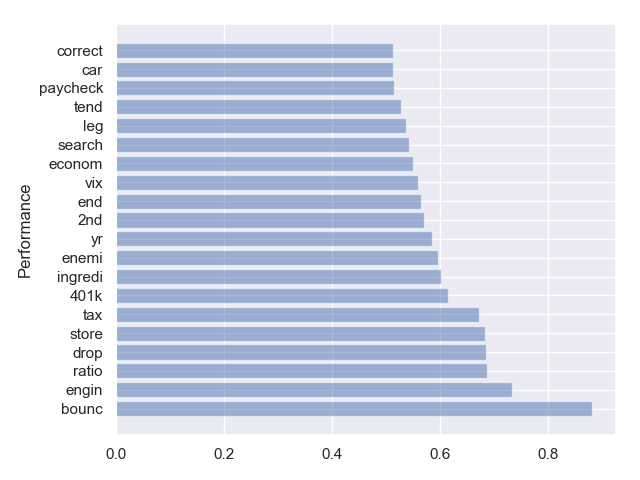 correct
car
paycheck
tend
leg
search
econom
vix
end
2nd
yr
enemi
ingredi
401k
tax
store
drop
ratio
engin
bounc
Performance
0.0 0.2 0.4 0.6 0.8